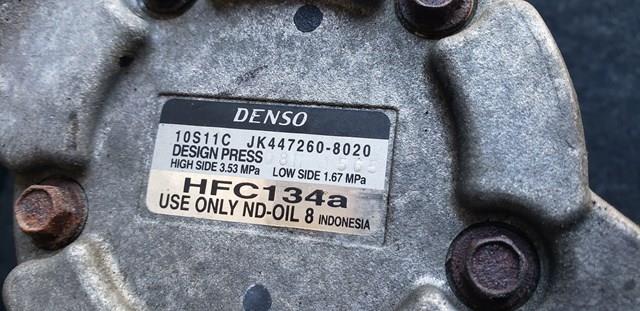 DENSO
10S11C JK447260-8020
DESIGN PRESS
HIGH SIDE 3.53 MPa LOW SIDE 1.67 MPa
HFC134a
USE ONLY ND-OIL 8 INDONESIA